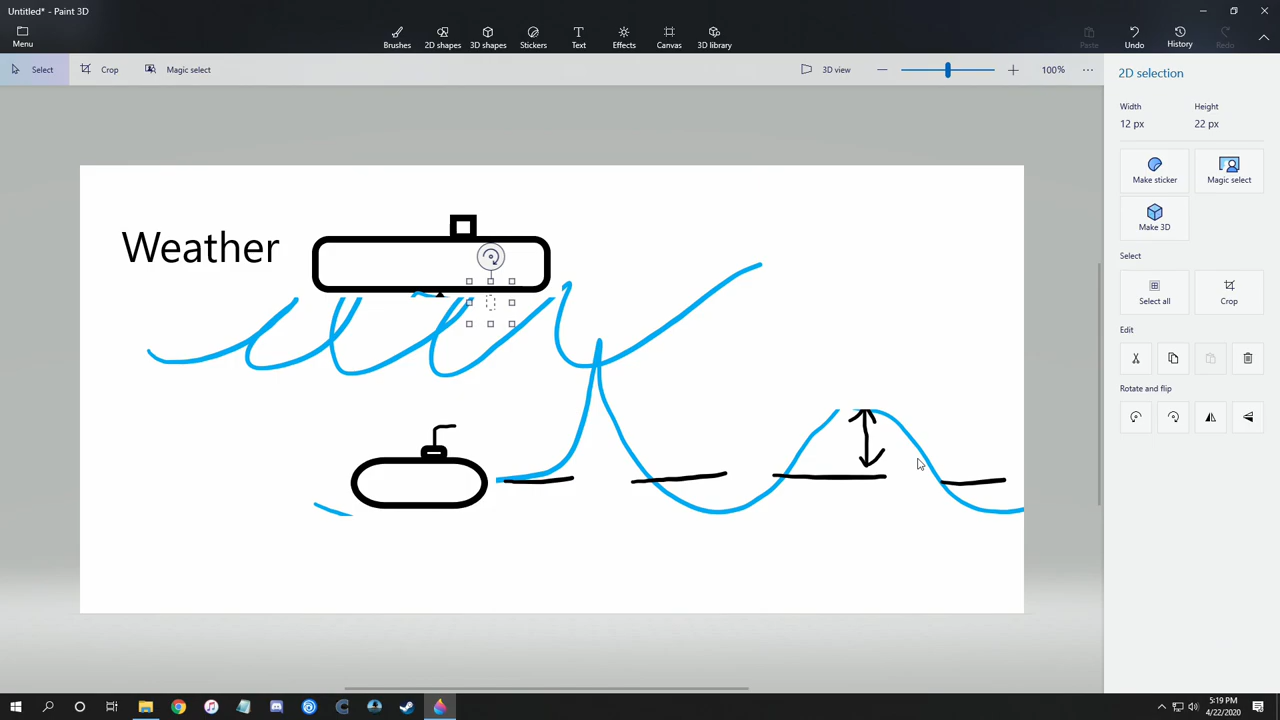 Untitled* - Paint 3D
Menu
Brushes
2D shapes
3D shapes
Stickers
Text
Effects
Canvas
3D library
Paste
Undo
History
Redo
Select
Crop
Magic select
3D view
100%
2D selection
Width
Height
12 px
22 px
Make sticker
Magic select
Make 3D
Select
Select all
Crop
Edit
Rotate and flip
Weather
5:19 PM
4/22/2020